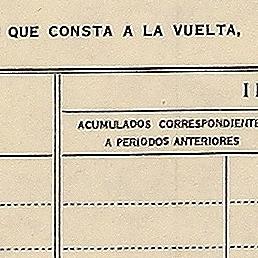 QUE CONSTA A LA VUELTA,
ACUMULADOS CORRESPONDIENTE
A PERIODOS ANTERIORES